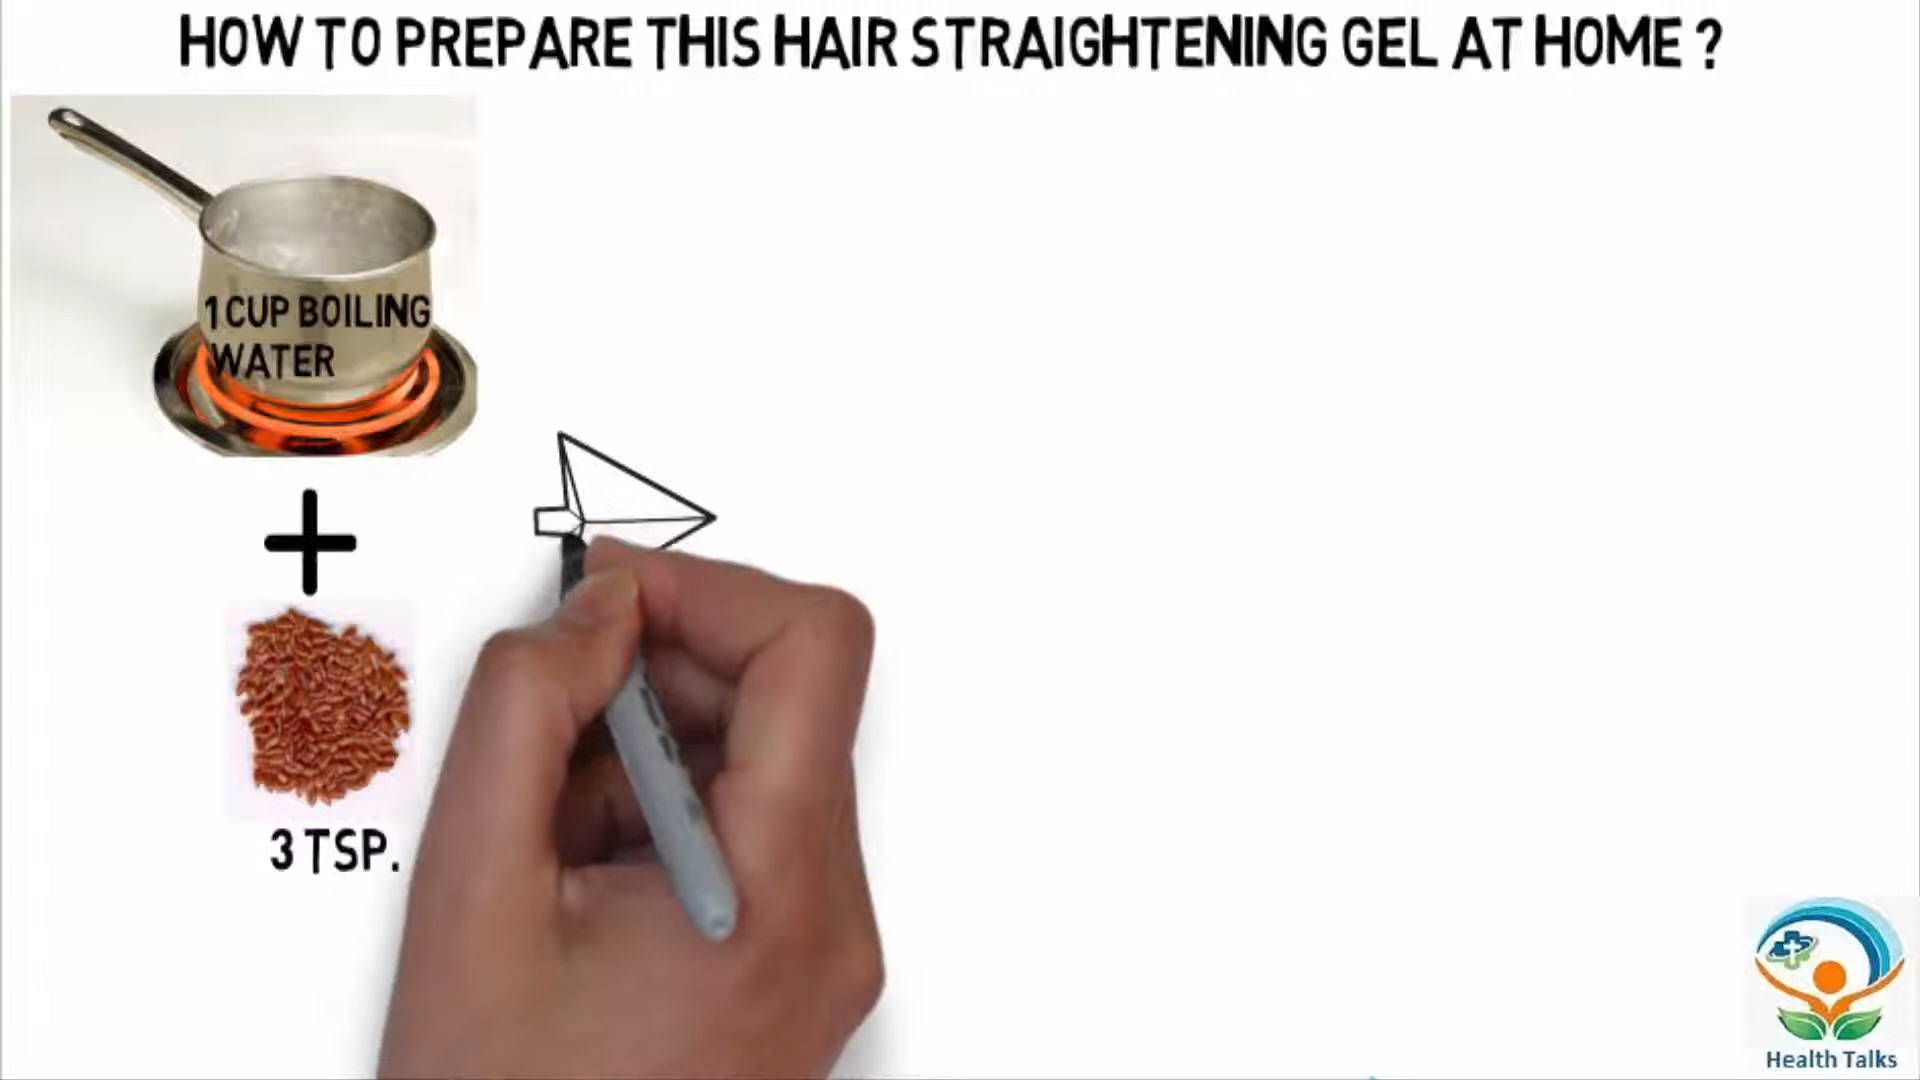 HOW TO PREPARE THIS HAIR STRAIGHTENING GEL AT HOME ?
1 CUP BOILING
WATER
+
3 TSP.
Health Talks